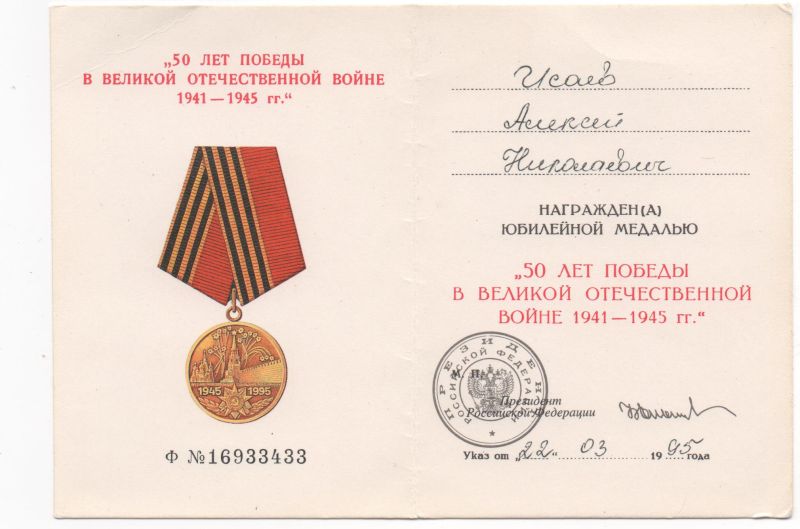 „50 ЛЕТ ПОБЕДЫ
В ВЕЛИКОЙ ОТЕЧЕСТВЕННОЙ ВОЙНЕ
1941 — 1945 гг.“
1945 1995
Ф №16933433
Исаев
Алексей
Николаевич
НАГРАЖДЕН(А)
ЮБИЛЕЙНОЙ МЕДАЛЬЮ
„50 ЛЕТ ПОБЕДЫ
В ВЕЛИКОЙ ОТЕЧЕСТВЕННОЙ
ВОЙНЕ 1941 — 1945 гг.“
ПРЕЗИДЕНТ
РОССИЙСКОЙ ФЕДЕРАЦИИ
М. П.
Президент
Российской Федерации
Указ от „22“ 03 1995 года